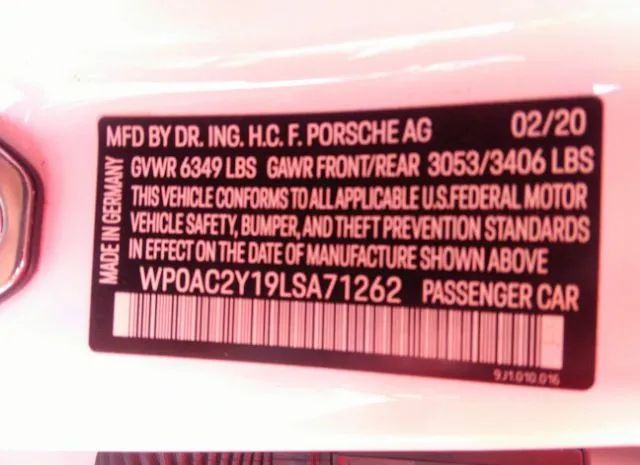 MFD BY DR. ING. H.C. F. PORSCHE AG 02/20
GVWR 6349 LBS GAWR FRONT/REAR 3053/3406 LBS
THIS VEHICLE CONFORMS TO ALL APPLICABLE U.S.FEDERAL MOTOR
VEHICLE SAFETY, BUMPER, AND THEFT PREVENTION STANDARDS
IN EFFECT ON THE DATE OF MANUFACTURE SHOWN ABOVE
WP0AC2Y19LSA71262 PASSENGER CAR
MADE IN GERMANY
9J1.010.016